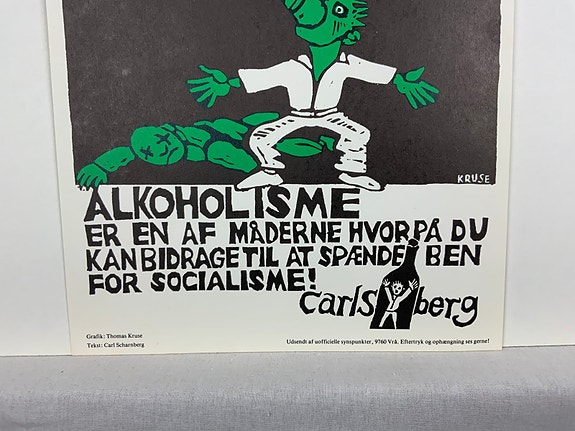 KRUSE
ALKOHOLISME
ER EN AF MÅDERNE HVORPÅ DU
KAN BIDRAGE TIL AT SPÆNDE BEN
FOR SOCIALISME!
Carlsberg
Grafik: Thomas Kruse
Tekst: Carl Scharnberg
Udsendt af uofficielle synspunkter, 9760 Vrå. Eftertryk og ophængning ses gerne!